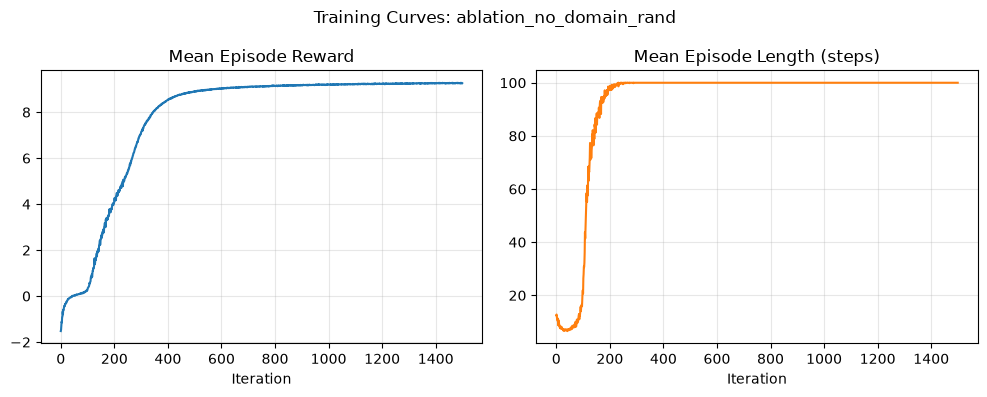 Training Curves: ablation_no_domain_rand
Mean Episode Reward
8
6
4
2
0
−2
0 200 400 600 800 1000 1200 1400
Iteration
Mean Episode Length (steps)
100
80
60
40
20
0 200 400 600 800 1000 1200 1400
Iteration